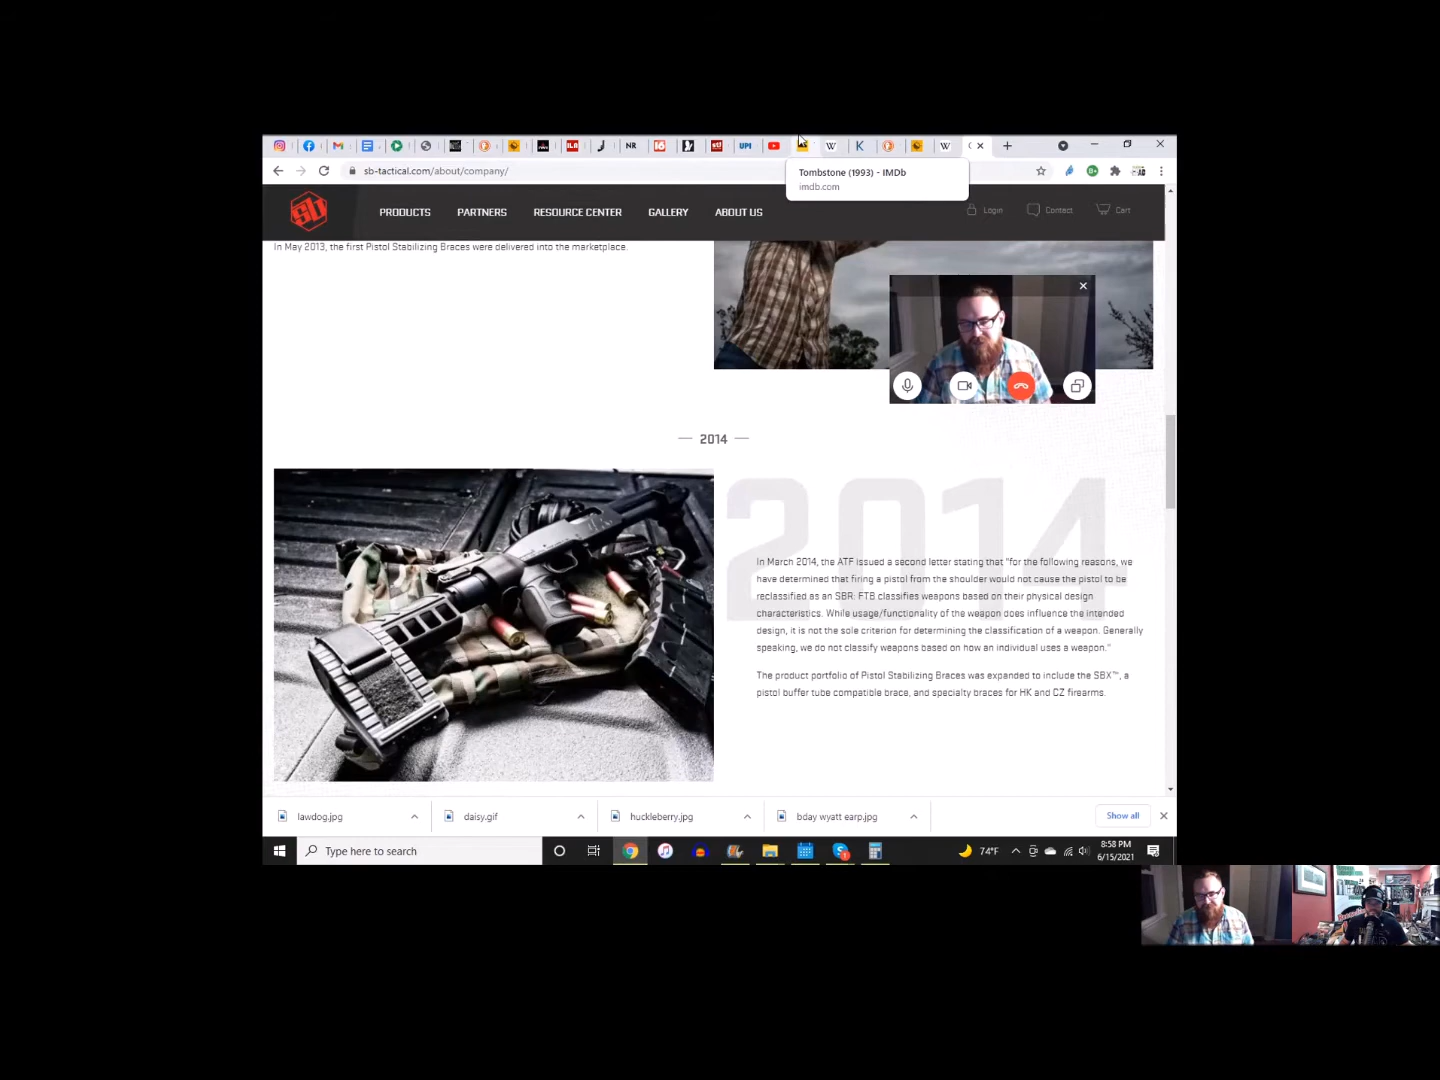 NR
UPI
W
K
W
Tombstone (1993) - IMDb
imdb.com
sb-tactical.com/about/company/
PRODUCTS
PARTNERS
RESOURCE CENTER
GALLERY
ABOUT US
Login
Contact
Cart
In May 2013, the first Pistol Stabilizing Braces were delivered into the marketplace.
2014
2014
In March 2014, the ATF issued a second letter stating that "for the following reasons, we
have determined that firing a pistol from the shoulder would not cause the pistol to be
reclassified as an SBR: FTB classifies weapons based on their physical design
characteristics. While usage/functionality of the weapon does influence the intended
design, it is not the sole criterion for determining the classification of a weapon. Generally
speaking, we do not classify weapons based on how an individual uses a weapon."
The product portfolio of Pistol Stabilizing Braces was expanded to include the SBX™, a
pistol buffer tube compatible brace, and specialty braces for HK and CZ firearms.
lawdog.jpg
daisy.gif
huckleberry.jpg
bday wyatt earp.jpg
Show all
Type here to search
74°F
8:58 PM
6/15/2021